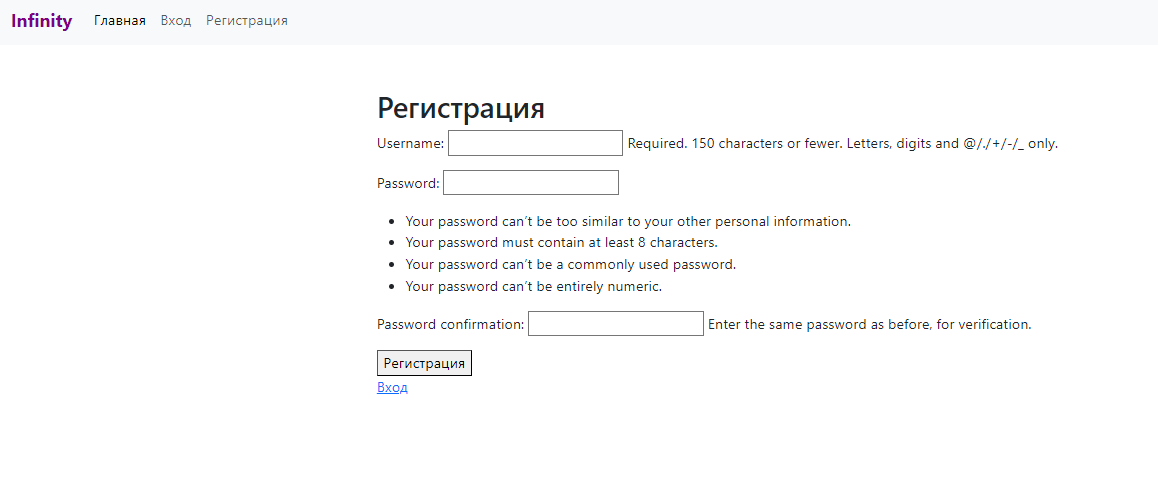 Infinity Главная Вход Регистрация
Регистрация
Username: Required. 150 characters or fewer. Letters, digits and @/./+/-/_ only.
Password:
Your password can’t be too similar to your other personal information.
Your password must contain at least 8 characters.
Your password can’t be a commonly used password.
Your password can’t be entirely numeric.
Password confirmation: Enter the same password as before, for verification.
Регистрация
Вход